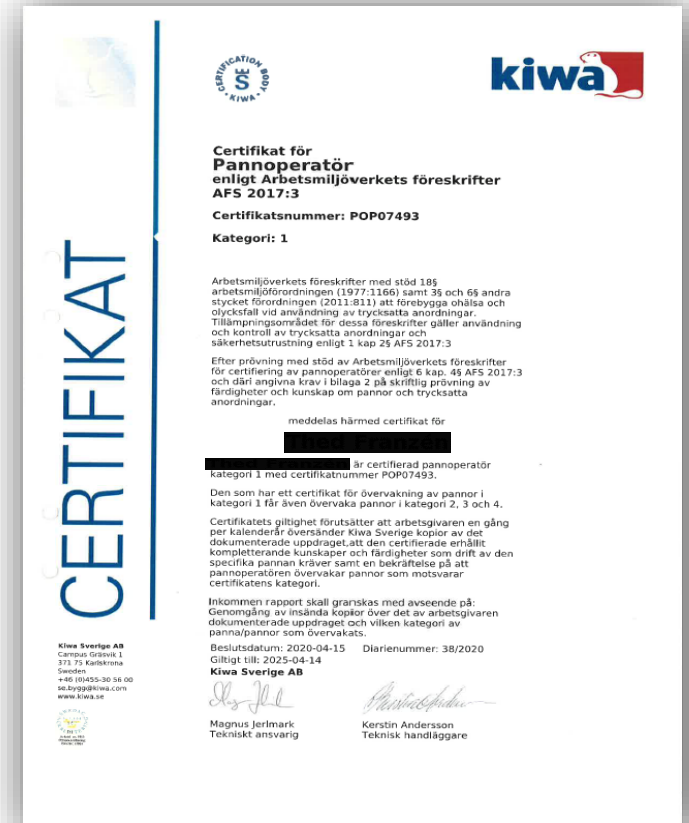 CERTIFICATION BODY
KIWA
kiwa
CERTIFIKAT
Certifikat för
Pannoperatör
enligt Arbetsmiljöverkets föreskrifter
AFS 2017:3
Certifikatsnummer: POP07493
Kategori: 1
Arbetsmiljöverkets föreskrifter med stöd 18§
arbetsmiljöförordningen (1977:1166) samt 3§ och 6§ andra
stycket förordningen (2011:811) att förebygga ohälsa och
olycksfall vid användning av trycksatta anordningar.
Tillämpningsområdet för dessa föreskrifter gäller användning
och kontroll av trycksatta anordningar och
säkerhetsutrustning enligt 1 kap 2§ AFS 2017:3
Efter prövning med stöd av Arbetsmiljöverkets föreskrifter
för certifiering av pannoperatörer enligt 6 kap. 4§ AFS 2017:3
och däri angivna krav i bilaga 2 på skriftlig prövning av
färdigheter och kunskap om pannor och trycksatta
anordningar.
meddelas härmed certifikat för
är certifierad pannoperatör
kategori 1 med certifikatnummer POP07493.
Den som har ett certifikat för övervakning av pannor i
kategori 1 får även övervaka pannor i kategori 2, 3 och 4.
Certifikatets giltighet förutsätter att arbetsgivaren en gång
per kalenderår översänder Kiwa Sverige kopior av det
dokumenterade uppdraget,att den certifierade erhållit
kompletterande kunskaper och färdigheter som drift av den
specifika pannan kräver samt en bekräftelse på att
pannoperatören övervakar pannor som motsvarar
certifikatens kategori.
Inkommen rapport skall granskas med avseende på:
Genomgång av insända kopior över det av arbetsgivaren
dokumenterade uppdraget och vilken kategori av
panna/pannor som övervakats.
Beslutsdatum: 2020-04-15 Diarienummer: 38/2020
Giltigt till: 2025-04-14
Kiwa Sverige AB
Magnus Jerlmark Kerstin Andersson
Tekniskt ansvarig Teknisk handläggare
Kiwa Sverige AB
Campus Gräsvik 1
371 75 Karlskrona
Sweden
+46 (0)455-30 56 00
se.bygg@kiwa.com
www.kiwa.se